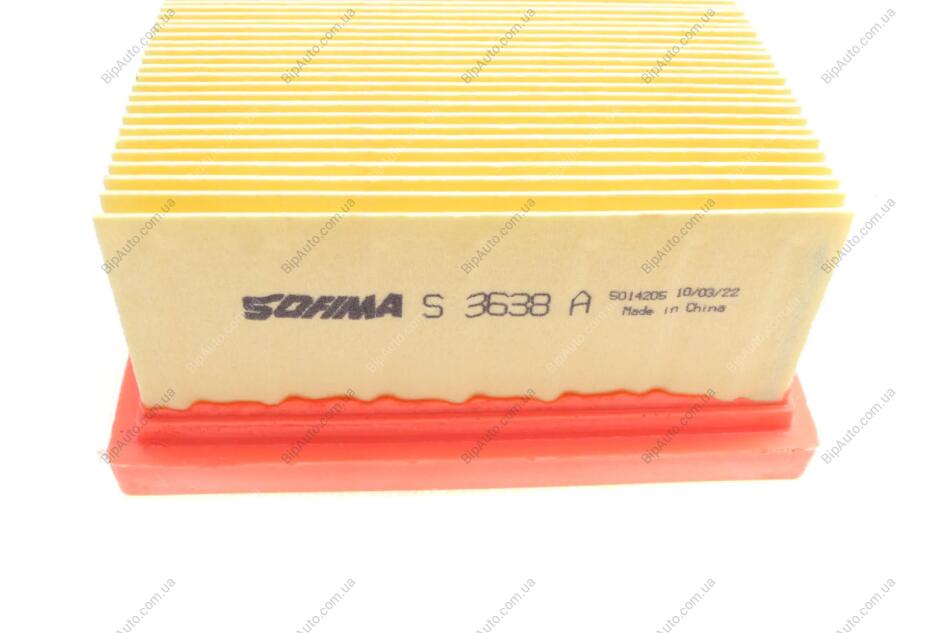 SOFIMA S 3638 A 5014205 10/03/22
Made in China
BipAuto.com.ua